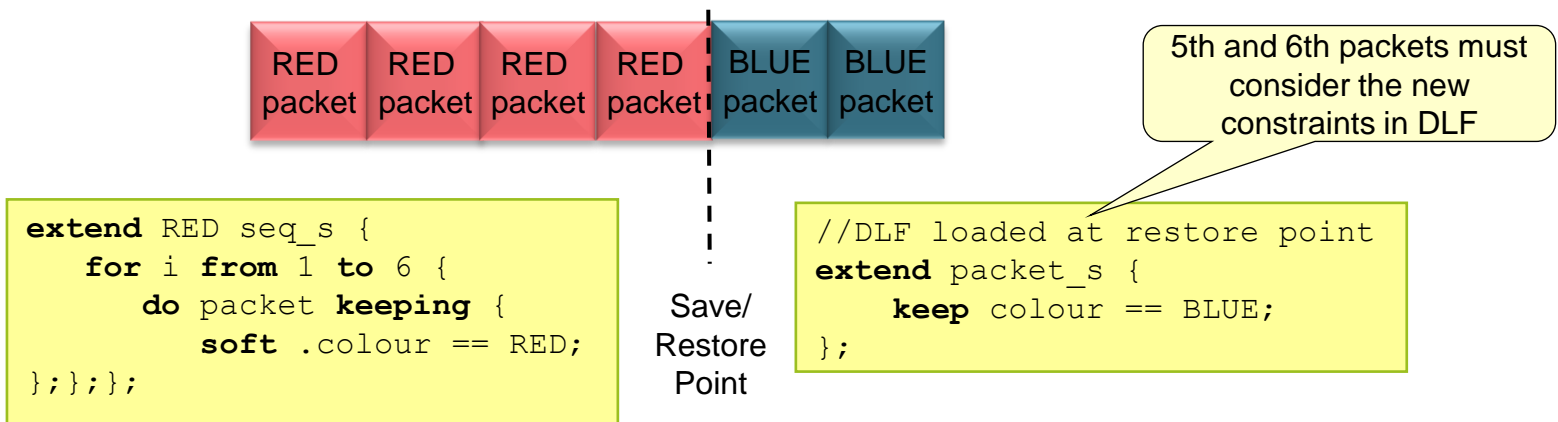 RED packet
RED packet
RED packet
RED packet
BLUE packet
BLUE packet
5th and 6th packets must
consider the new
constraints in DLF
extend RED seq_s {
for i from 1 to 6 {
do packet keeping {
soft .colour == RED;
};};};
Save/
Restore
Point
//DLF loaded at restore point
extend packet_s {
keep colour == BLUE;
};